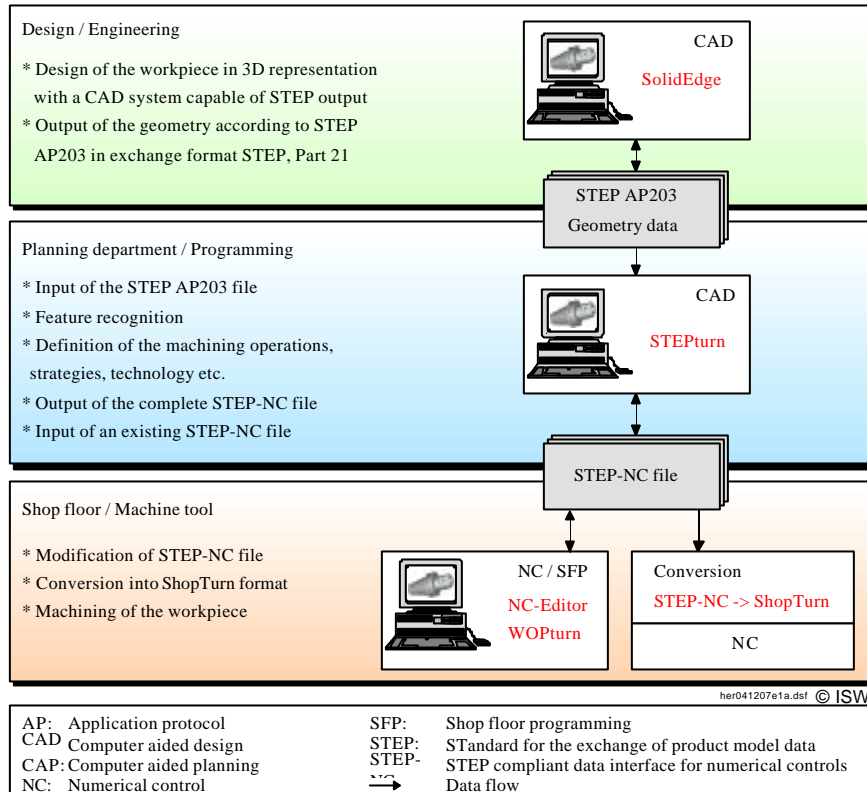 Design / Engineering
* Design of the workpiece in 3D representation
with a CAD system capable of STEP output
* Output of the geometry according to STEP
AP203 in exchange format STEP, Part 21
CAD
SolidEdge
STEP AP203
Geometry data
Planning department / Programming
* Input of the STEP AP203 file
* Feature recognition
* Definition of the machining operations,
strategies, technology etc.
* Output of the complete STEP-NC file
* Input of an existing STEP-NC file
CAD
STEPturn
STEP-NC file
Shop floor / Machine tool
* Modification of STEP-NC file
* Conversion into ShopTurn format
* Machining of the workpiece
NC / SFP
NC-Editor
WOPturn
Conversion
STEP-NC -> ShopTurn
NC
her041207e1a.dsf © ISW
AP: Application protocol
CAD Computer aided design
CAP: Computer aided planning
NC: Numerical control
SFP: Shop floor programming
STEP: STandard for the exchange of product model data
STEP- STEP compliant data interface for numerical controls
Data flow